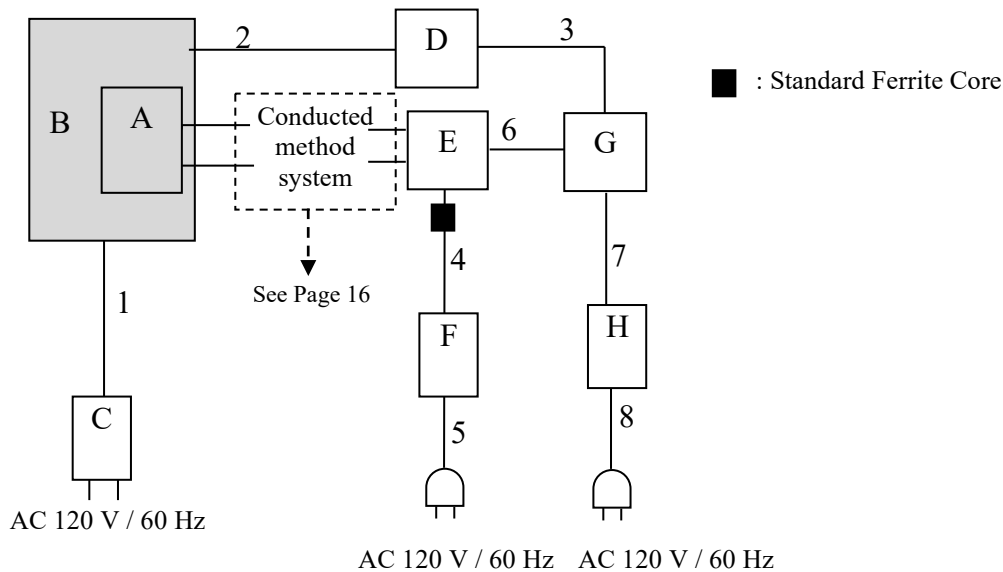 2
D
3
: Standard Ferrite Core
B
A
Conducted
method
system
E
6
G
4
7
See Page 16
1
F
H
C
5
8
AC 120 V / 60 Hz
AC 120 V / 60 Hz
AC 120 V / 60 Hz